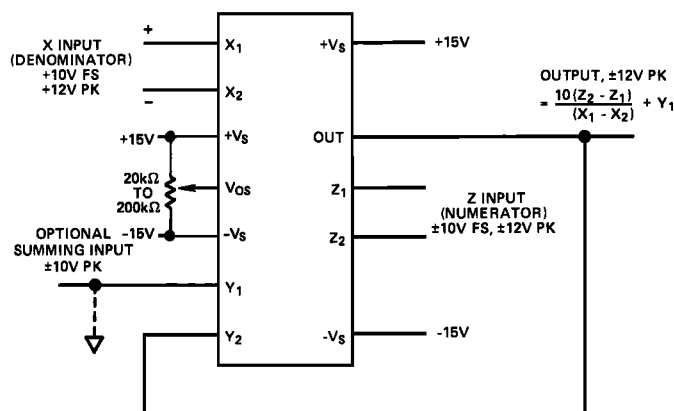 X INPUT
(DENOMINATOR)
+10V FS
+12V PK
+
–
X1
X2
+VS
VOS
-VS
Y1
Y2
+15V
20kΩ
TO
200kΩ
-15V
OPTIONAL
SUMMING INPUT
±10V PK
+VS
OUT
Z1
Z2
-VS
+15V
Z INPUT
(NUMERATOR)
±10V FS, ±12V PK
-15V
OUTPUT, ±12V PK
= 10(Z2 - Z1) / (X1 - X2) + Y1